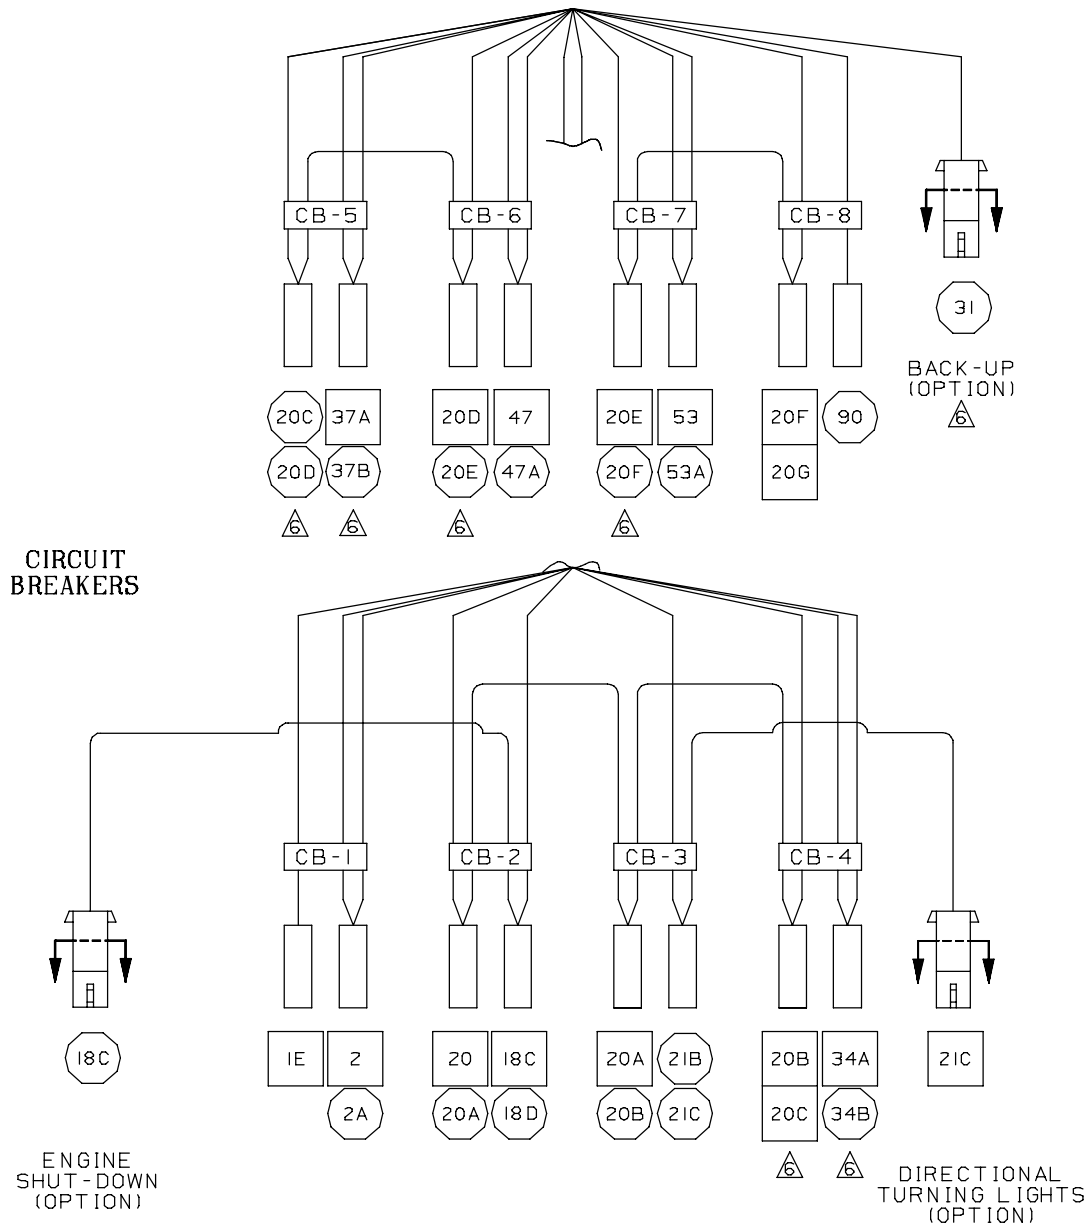 CB-5 CB-6 CB-7 CB-8
31
BACK-UP
(OPTION)
6
20C 37A 20D 47 20E 53 20F 90
20D 37B 20E 47A 20F 53A 20G
6 6 6 6
CIRCUIT
BREAKERS
CB-1 CB-2 CB-3 CB-4
18C 1E 2 20 18C 20A 21B 20B 34A 21C
2A 20A 18D 20B 21C 20C 34B
6 6
ENGINE
SHUT-DOWN
(OPTION)
DIRECTIONAL
TURNING LIGHTS
(OPTION)